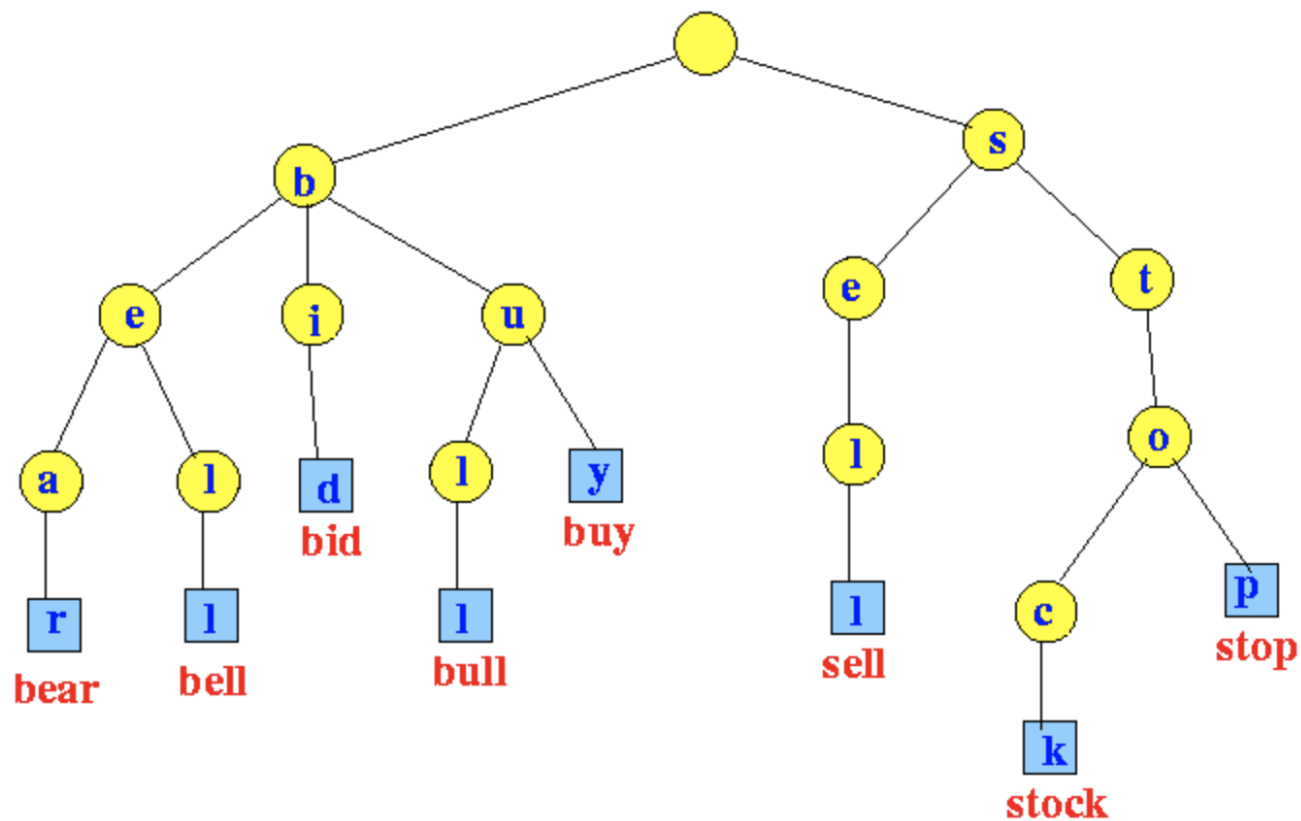 s
b
e i u e t
a l d l y l o
bid buy
r l l l c p
bear bell bull sell stop
k
stock